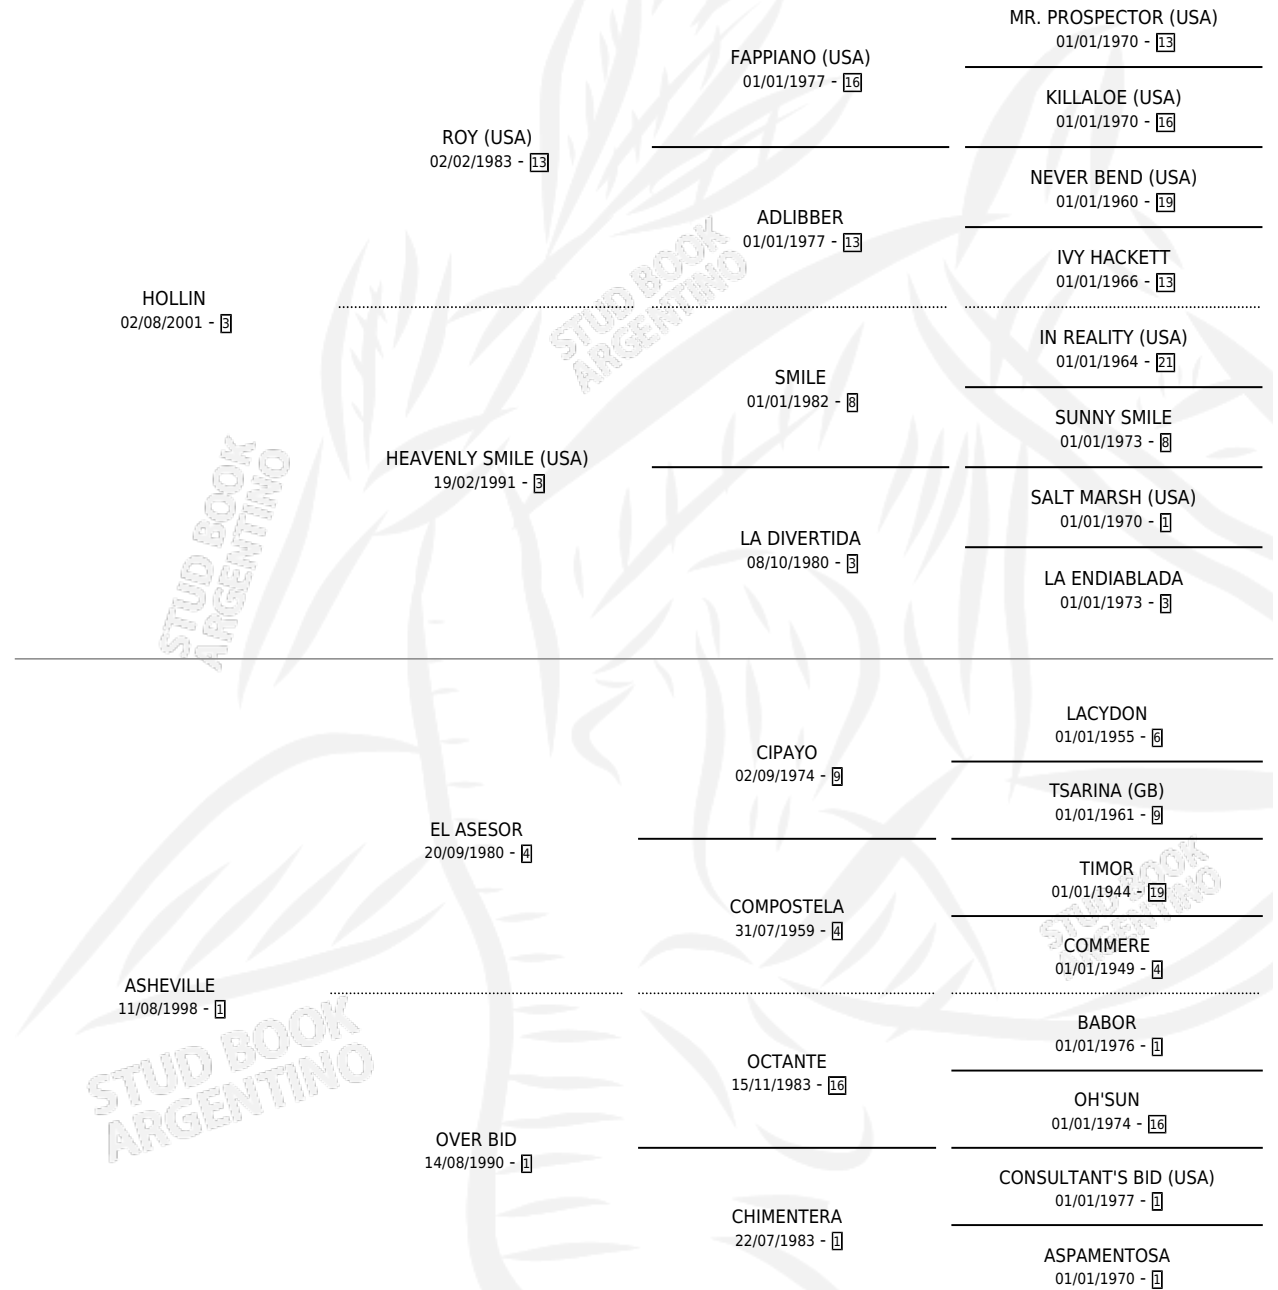 MR. PROSPECTOR (USA)
01/01/1970 - 13
FAPPIANO (USA)
01/01/1977 - 16
KILLALOE (USA)
01/01/1970 - 16
ROY (USA)
02/02/1983 - 13
NEVER BEND (USA)
01/01/1960 - 19
ADLIBBER
01/01/1977 - 13
IVY HACKETT
01/01/1966 - 13
HOLLIN
02/08/2001 - 3
IN REALITY (USA)
01/01/1964 - 21
SMILE
01/01/1982 - 8
SUNNY SMILE
01/01/1973 - 8
HEAVENLY SMILE (USA)
19/02/1991 - 3
SALT MARSH (USA)
01/01/1970 - 1
LA DIVERTIDA
08/10/1980 - 3
LA ENDIABLADA
01/01/1973 - 3
STUD BOOK
ARGENTINO
STUD BOOK
ARGENTINO
LACYDON
01/01/1955 - 6
CIPAYO
02/09/1974 - 9
TSARINA (GB)
01/01/1961 - 9
EL ASESOR
20/09/1980 - 4
TIMOR
01/01/1944 - 19
COMPOSTELA
31/07/1959 - 4
COMMERE
01/01/1949 - 4
ASHEVILLE
11/08/1998 - 1
BABOR
01/01/1976 - 1
OCTANTE
15/11/1983 - 16
OH'SUN
01/01/1974 - 16
OVER BID
14/08/1990 - 1
CONSULTANT'S BID (USA)
01/01/1977 - 1
CHIMENTERA
22/07/1983 - 1
ASPAMENTOSA
01/01/1970 - 1
STUD BOOK
ARGENTINO
STUD BOOK
ARGENTINO